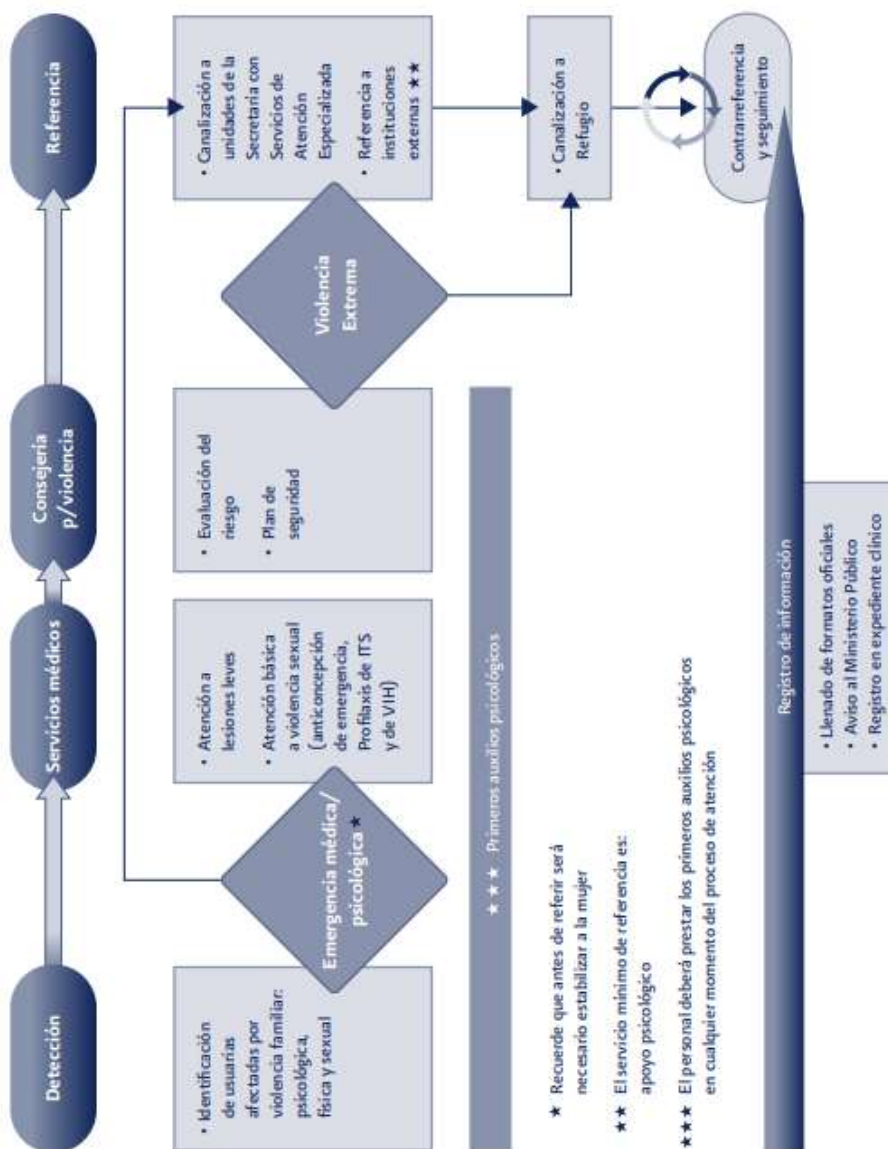 Detección
Servicios médicos
Consejería
p/violencia
Referencia
• Identificación
de usuarias
afectadas por
violencia familiar:
psicológica,
física y sexual
Emergencia médica/
psicológica ★
• Atención a
lesiones leves
• Atención básica
a violencia sexual
(anticoncepción
de emergencia,
Profilaxis de ITS
y de VIH)
• Evaluación del
riesgo
• Plan de
seguridad
Violencia
Extrema
• Canalización a
unidades de la
Secretaria con
Servicios de
Atención
Especializada
• Referencia a
instituciones
externas ★★
★★★ Primeros auxilios psicológicos
• Canalización a
Refugio
★ Recuerde que antes de referir será
necesario estabilizar a la mujer
★★ El servicio mínimo de referencia es:
apoyo psicológico
★★★ El personal deberá prestar los primeros auxilios psicológicos
en cualquier momento del proceso de atención
Contrarreferencia
y seguimiento
Registro de información
• Llenado de formatos oficiales
• Aviso al Ministerio Público
• Registro en expediente clínico